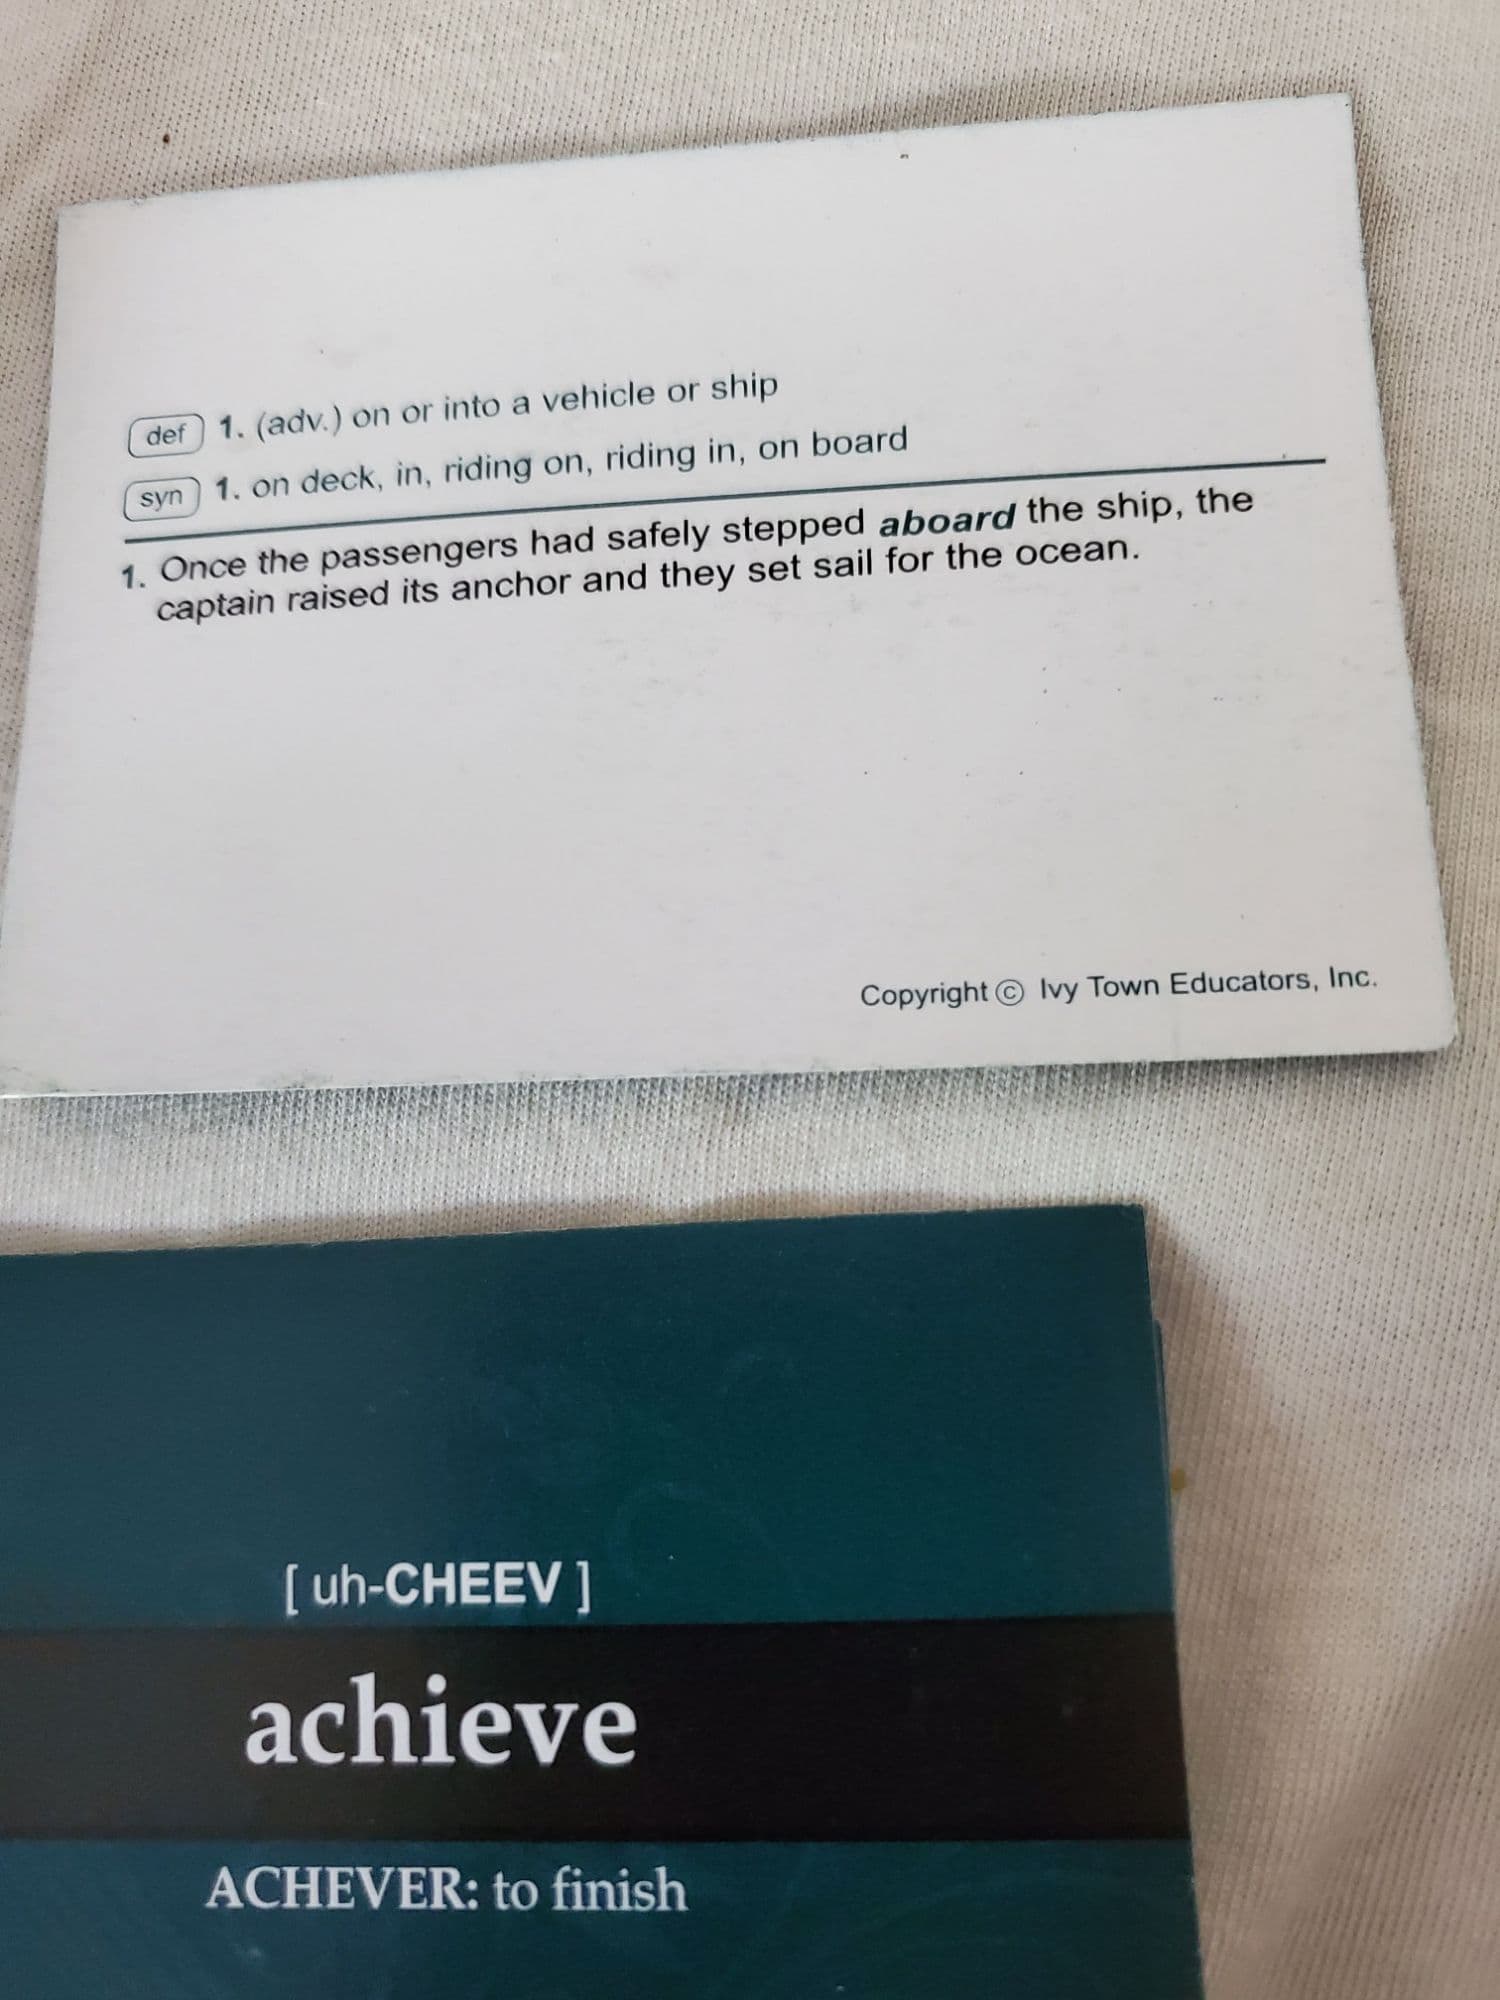 def 1. (adv.) on or into a vehicle or ship
syn 1. on deck, in, riding on, riding in, on board
1. Once the passengers had safely stepped aboard the ship, the
captain raised its anchor and they set sail for the ocean.
Copyright © Ivy Town Educators, Inc.
[ uh-CHEEV ]
achieve
ACHEVER: to finish